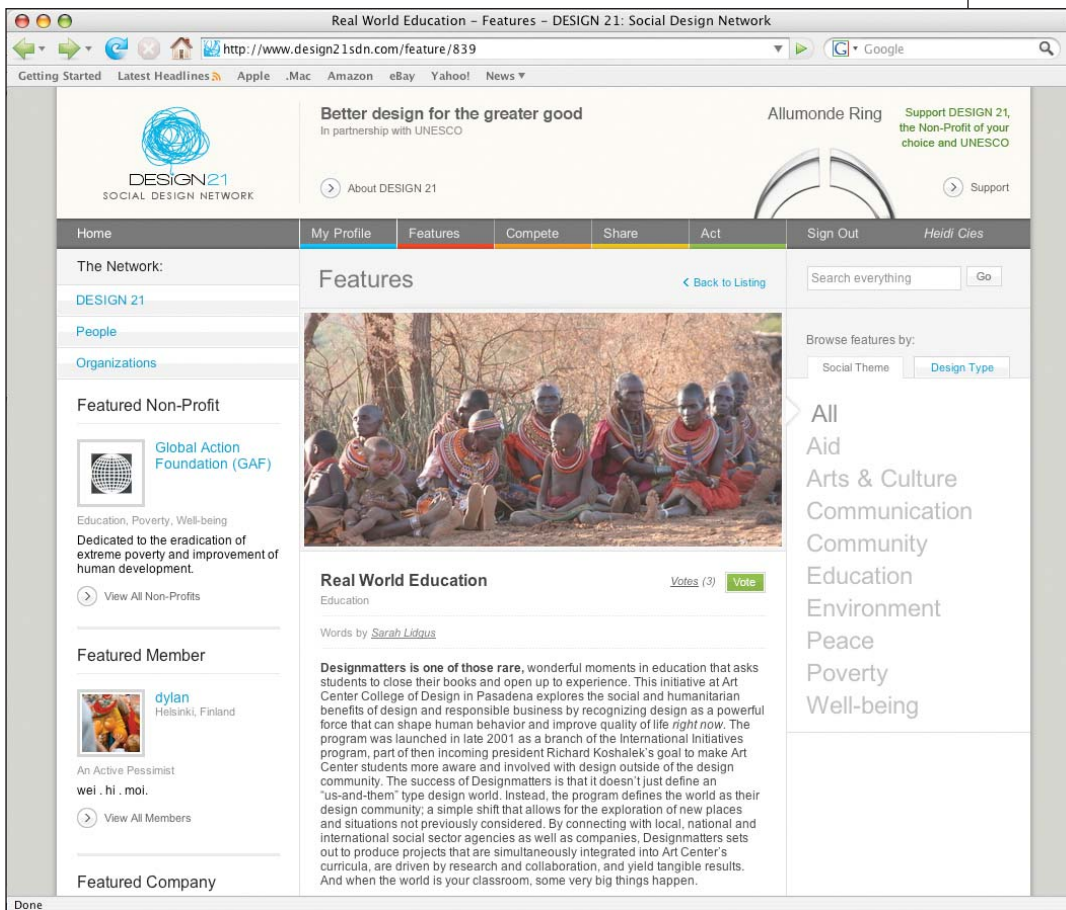 Real World Education – Features – DESIGN 21: Social Design Network
http://www.design21sdn.com/feature/839
G Google
Getting Started Latest Headlines Apple .Mac Amazon eBay Yahoo! News
DESIGN21
SOCIAL DESIGN NETWORK
Better design for the greater good
In partnership with UNESCO
About DESIGN 21
Allumonde Ring
Support DESIGN 21,
the Non-Profit of your
choice and UNESCO
Support
Home My Profile Features Compete Share Act Sign Out Heidi Cies
The Network:
DESIGN 21
People
Organizations
Featured Non-Profit
Global Action
Foundation (GAF)
Education, Poverty, Well-being
Dedicated to the eradication of
extreme poverty and improvement of
human development.
View All Non-Profits
Featured Member
dylan
Helsinki, Finland
An Active Pessimist
wei . hi . moi.
View All Members
Featured Company
Features
Back to Listing
Real World Education
Votes (3) Vote
Education
Words by Sarah Lidgus
Designmatters is one of those rare, wonderful moments in education that asks
students to close their books and open up to experience. This initiative at Art
Center College of Design in Pasadena explores the social and humanitarian
benefits of design and responsible business by recognizing design as a powerful
force that can shape human behavior and improve quality of life right now. The
program was launched in late 2001 as a branch of the International Initiatives
program, part of then incoming president Richard Koshalek's goal to make Art
Center students more aware and involved with design outside of the design
community. The success of Designmatters is that it doesn't just define an
"us-and-them" type design world. Instead, the program defines the world as their
design community; a simple shift that allows for the exploration of new places
and situations not previously considered. By connecting with local, national and
international social sector agencies as well as companies, Designmatters sets
out to produce projects that are simultaneously integrated into Art Center's
curricula, are driven by research and collaboration, and yield tangible results.
And when the world is your classroom, some very big things happen.
Search everything Go
Browse features by:
Social Theme Design Type
All
Aid
Arts & Culture
Communication
Community
Education
Environment
Peace
Poverty
Well-being
Done